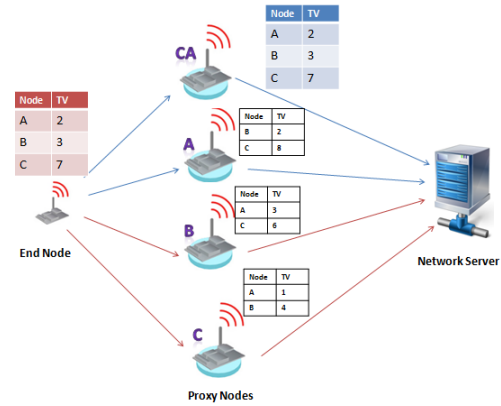 Node TV
A 2
B 3
C 7
CA
Node TV
A 2
B 3
C 7
A
Node TV
B 2
C 8
B
Node TV
A 3
C 6
End Node
Network Server
Node TV
A 1
B 4
C
Proxy Nodes